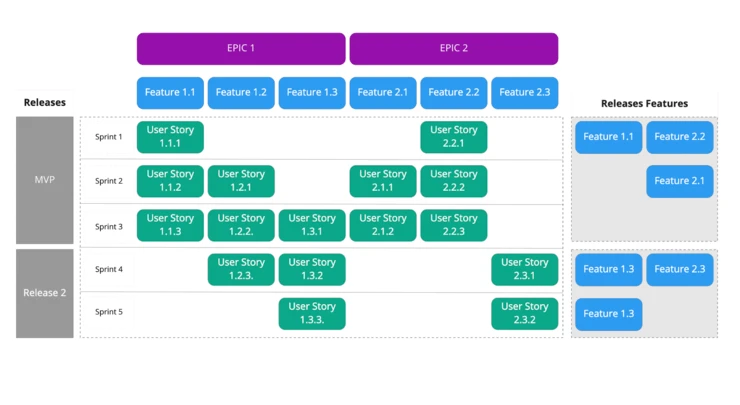 EPIC 1
EPIC 2
Feature 1.1
Feature 1.2
Feature 1.3
Feature 2.1
Feature 2.2
Feature 2.3
Releases
Releases Features
MVP
Sprint 1
User Story
1.1.1
User Story
2.2.1
Feature 1.1
Feature 2.2
Sprint 2
User Story
1.1.2
User Story
1.2.1
User Story
2.1.1
User Story
2.2.2
Feature 2.1
Sprint 3
User Story
1.1.3
User Story
1.2.2.
User Story
1.3.1
User Story
2.1.2
User Story
2.2.3
Release 2
Sprint 4
User Story
1.2.3.
User Story
1.3.2
User Story
2.3.1
Feature 1.3
Feature 2.3
Sprint 5
User Story
1.3.3.
User Story
2.3.2
Feature 1.3